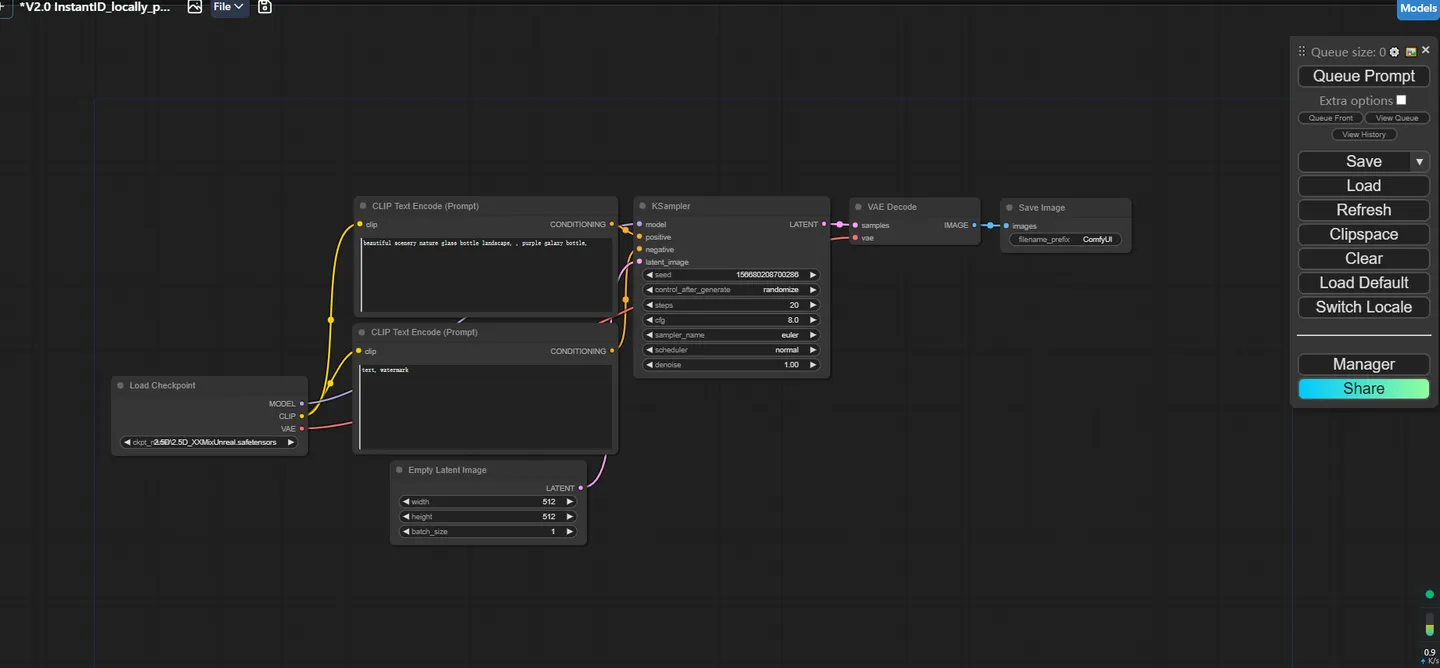 *V2.0 InstantID_locally_p...
File
Models
Queue size: 0
Queue Prompt
Extra options
Queue Front
View Queue
View History
Save
Load
Refresh
Clipspace
Clear
Load Default
Switch Locale
Manager
Share
Load Checkpoint
MODEL
CLIP
VAE
2.5D\2.5D_XXMixUnreal.safetensors
CLIP Text Encode (Prompt)
clip
CONDITIONING
beautiful scenery nature glass bottle landscape, , purple galaxy bottle,
CLIP Text Encode (Prompt)
clip
CONDITIONING
text, watermark
Empty Latent Image
LATENT
width 512
height 512
batch_size 1
KSampler
model
LATENT
positive
negative
latent_image
seed 156680208700286
control_after_generate randomize
steps 20
cfg 8.0
sampler_name euler
scheduler normal
denoise 1.00
VAE Decode
samples
IMAGE
vae
Save Image
images
filename_prefix ComfyUI
0.9
K/s